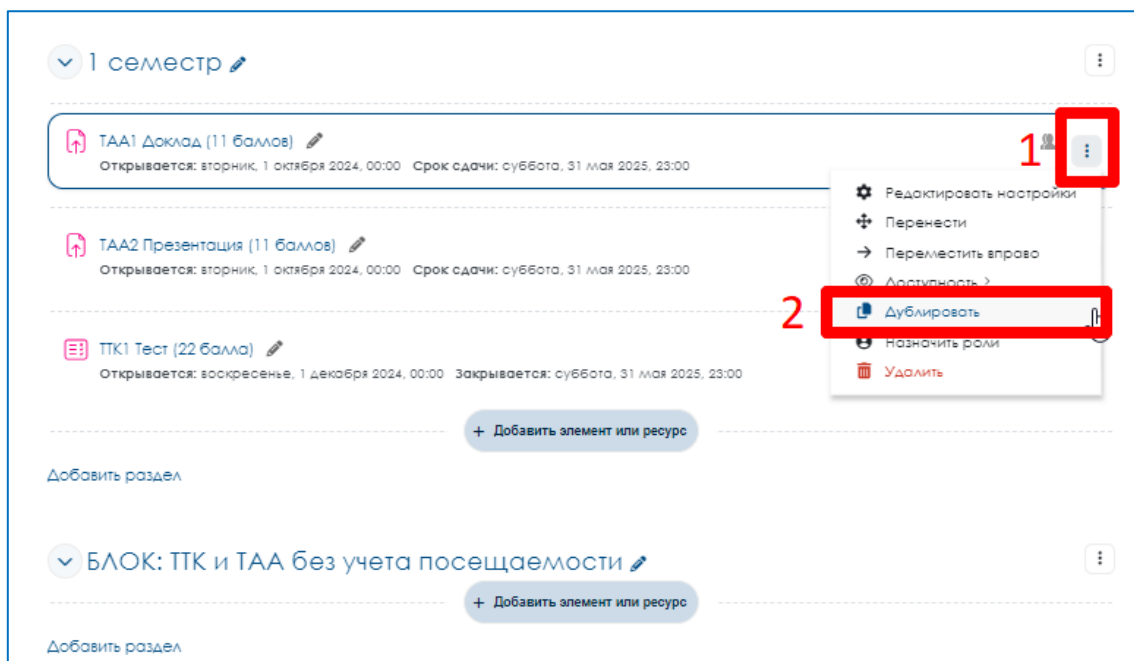 1 семестр
ТАА1 Доклад (11 баллов)
1
Открывается: вторник, 1 октября 2024, 00:00 Срок сдачи: суббота, 31 мая 2025, 23:00
Редактировать настройки
Перенести
ТАА2 Презентация (11 баллов)
Переместить вправо
Открывается: вторник, 1 октября 2024, 00:00 Срок сдачи: суббота, 31 мая 2025, 23:00
Доступность >
2
Дублировать
Назначить роли
ТТК1 Тест (22 балла)
Открывается: воскресенье, 1 декабря 2024, 00:00 Закрывается: суббота, 31 мая 2025, 23:00
Удалить
+ Добавить элемент или ресурс
Добавить раздел
БЛОК: ТТК и ТАА без учета посещаемости
+ Добавить элемент или ресурс
Добавить раздел